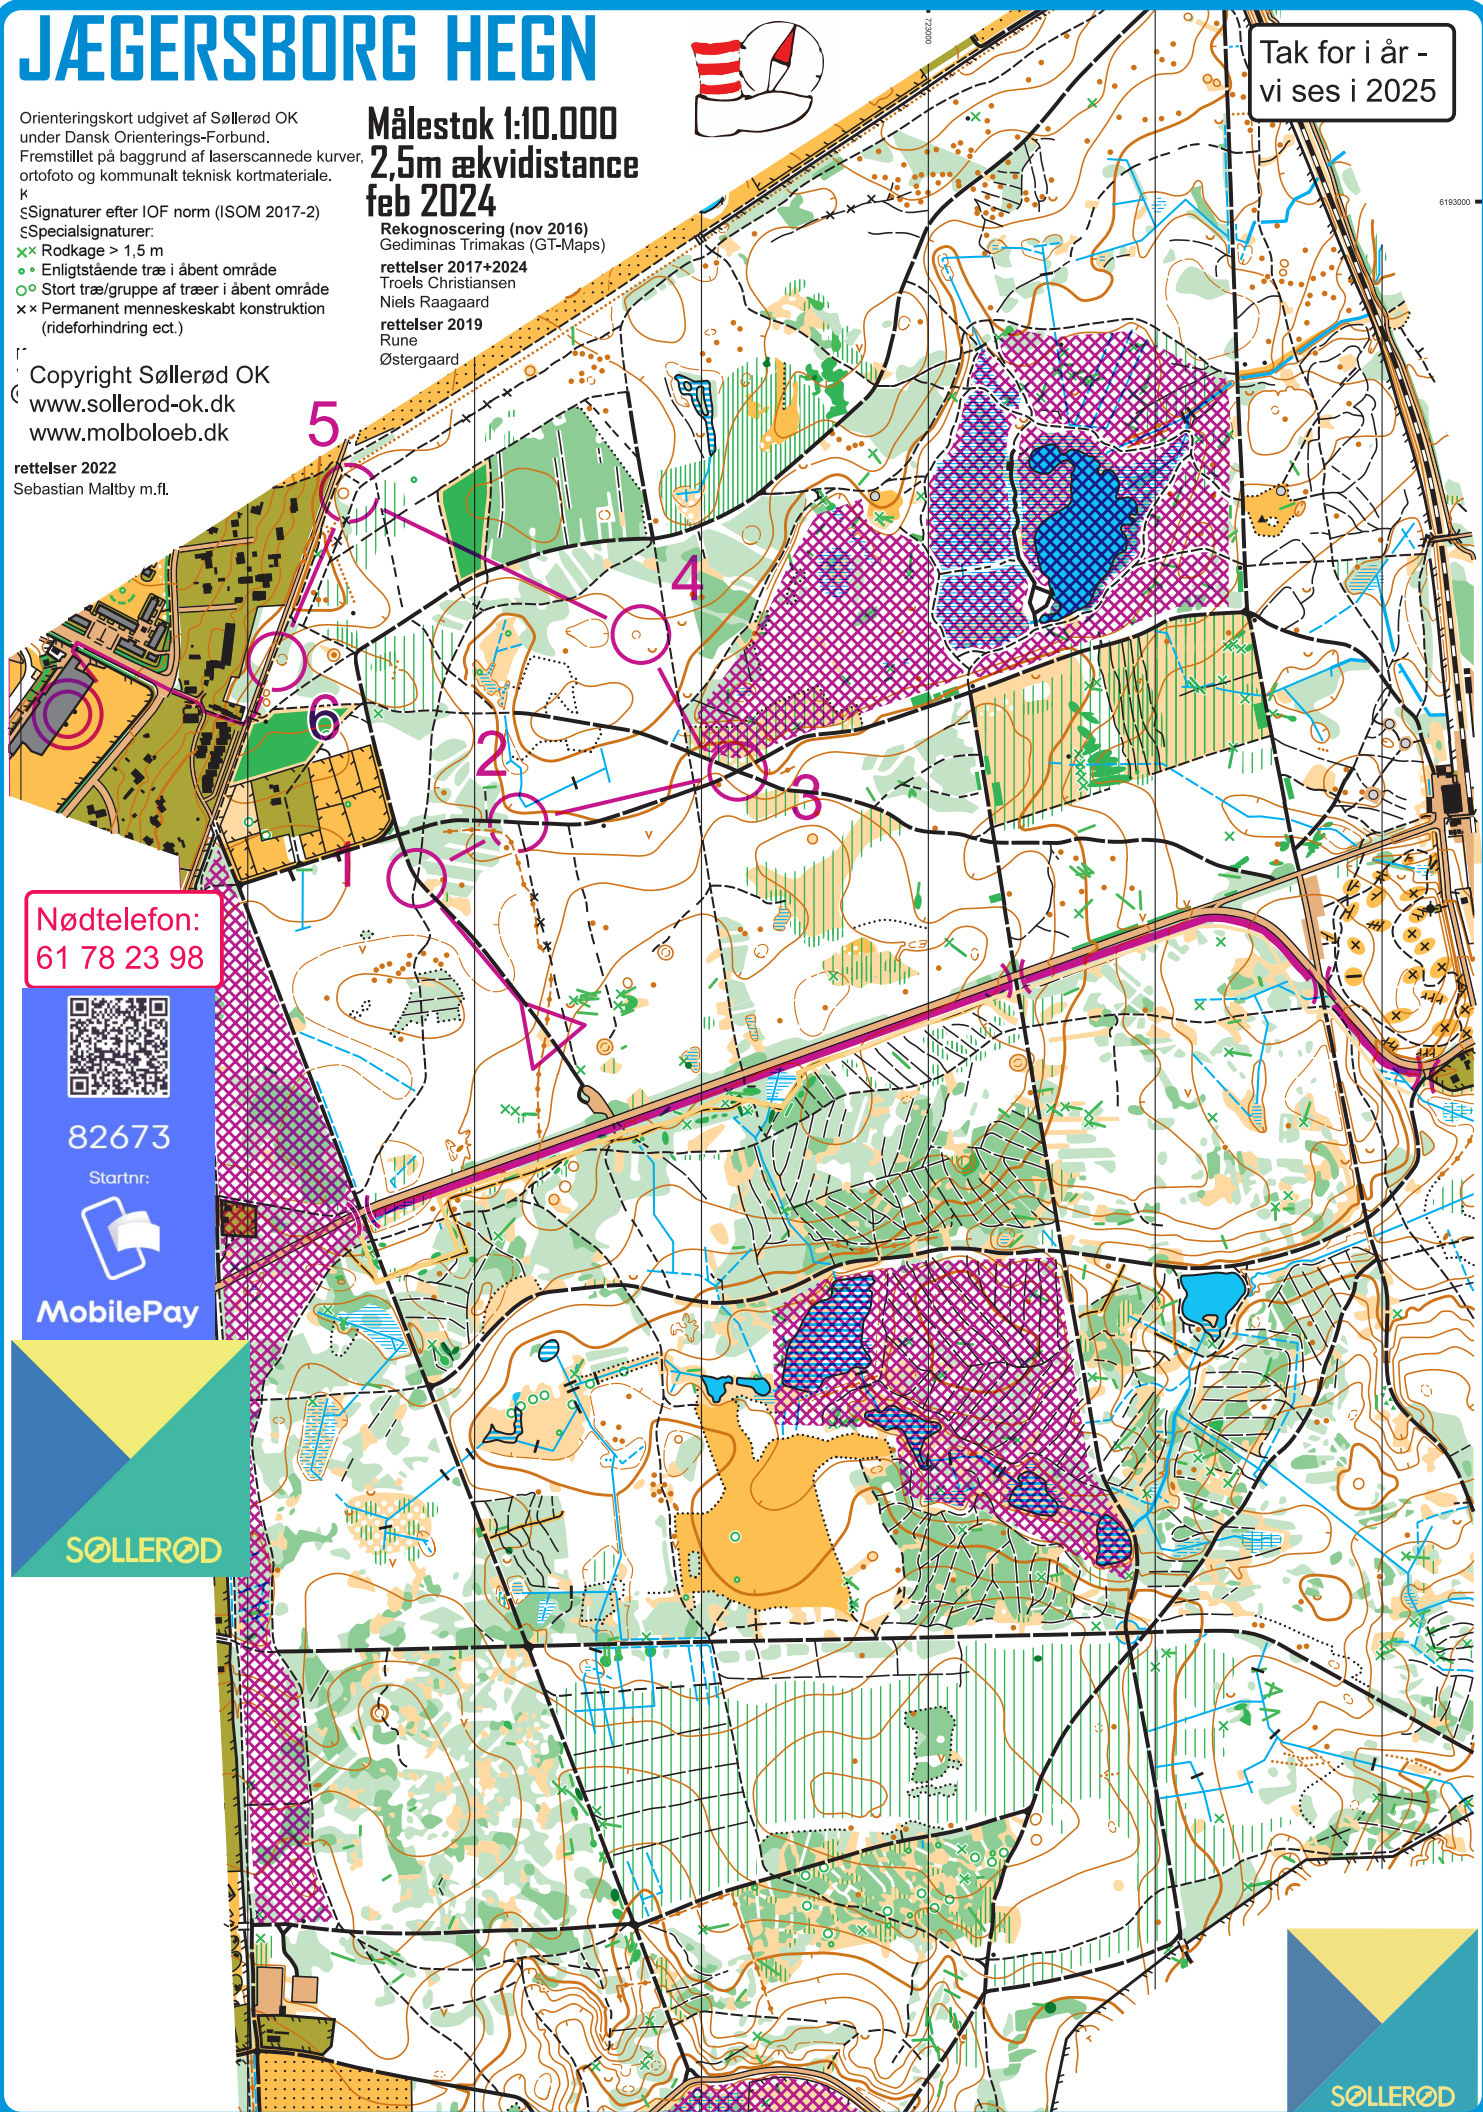 JÆGERSBORG HEGN
Orienteringskort udgivet af Søllerød OK
under Dansk Orienterings-Forbund.
Fremstillet på baggrund af laserscannede kurver,
ortofoto og kommunalt teknisk kortmateriale.
K
S Signaturer efter IOF norm (ISOM 2017-2)
S Specialsignaturer:
Rodkage > 1,5 m
Enligtstående træ i åbent område
Stort træ/gruppe af træer i åbent område
Permanent menneskeskabt konstruktion
(rideforhindring ect.)
Copyright Søllerød OK
www.sollerod-ok.dk
www.molboloeb.dk
rettelser 2022
Sebastian Maltby m.fl.
Målestok 1:10.000
2,5m ækvidistance
feb 2024
Rekognoscering (nov 2016)
Gediminas Trimakas (GT-Maps)
rettelser 2017+2024
Troels Christiansen
Niels Raagaard
rettelser 2019
Rune
Østergaard
723000
Tak for i år -
vi ses i 2025
6193000
5
4
6
2
3
1
Nødtelefon:
61 78 23 98
82673
Startnr:
MobilePay
SØLLERØD
SØLLERØD